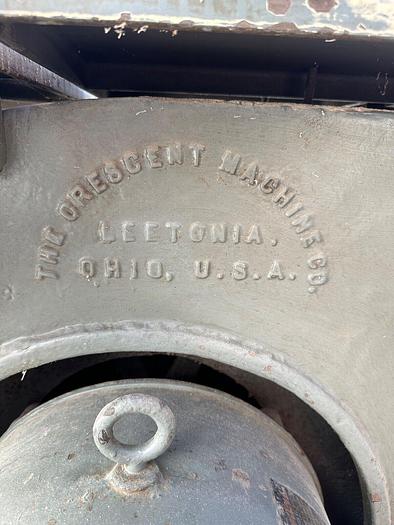 THE CRESCENT MACHINE CO.
LEETONIA,
OHIO, U.S.A.